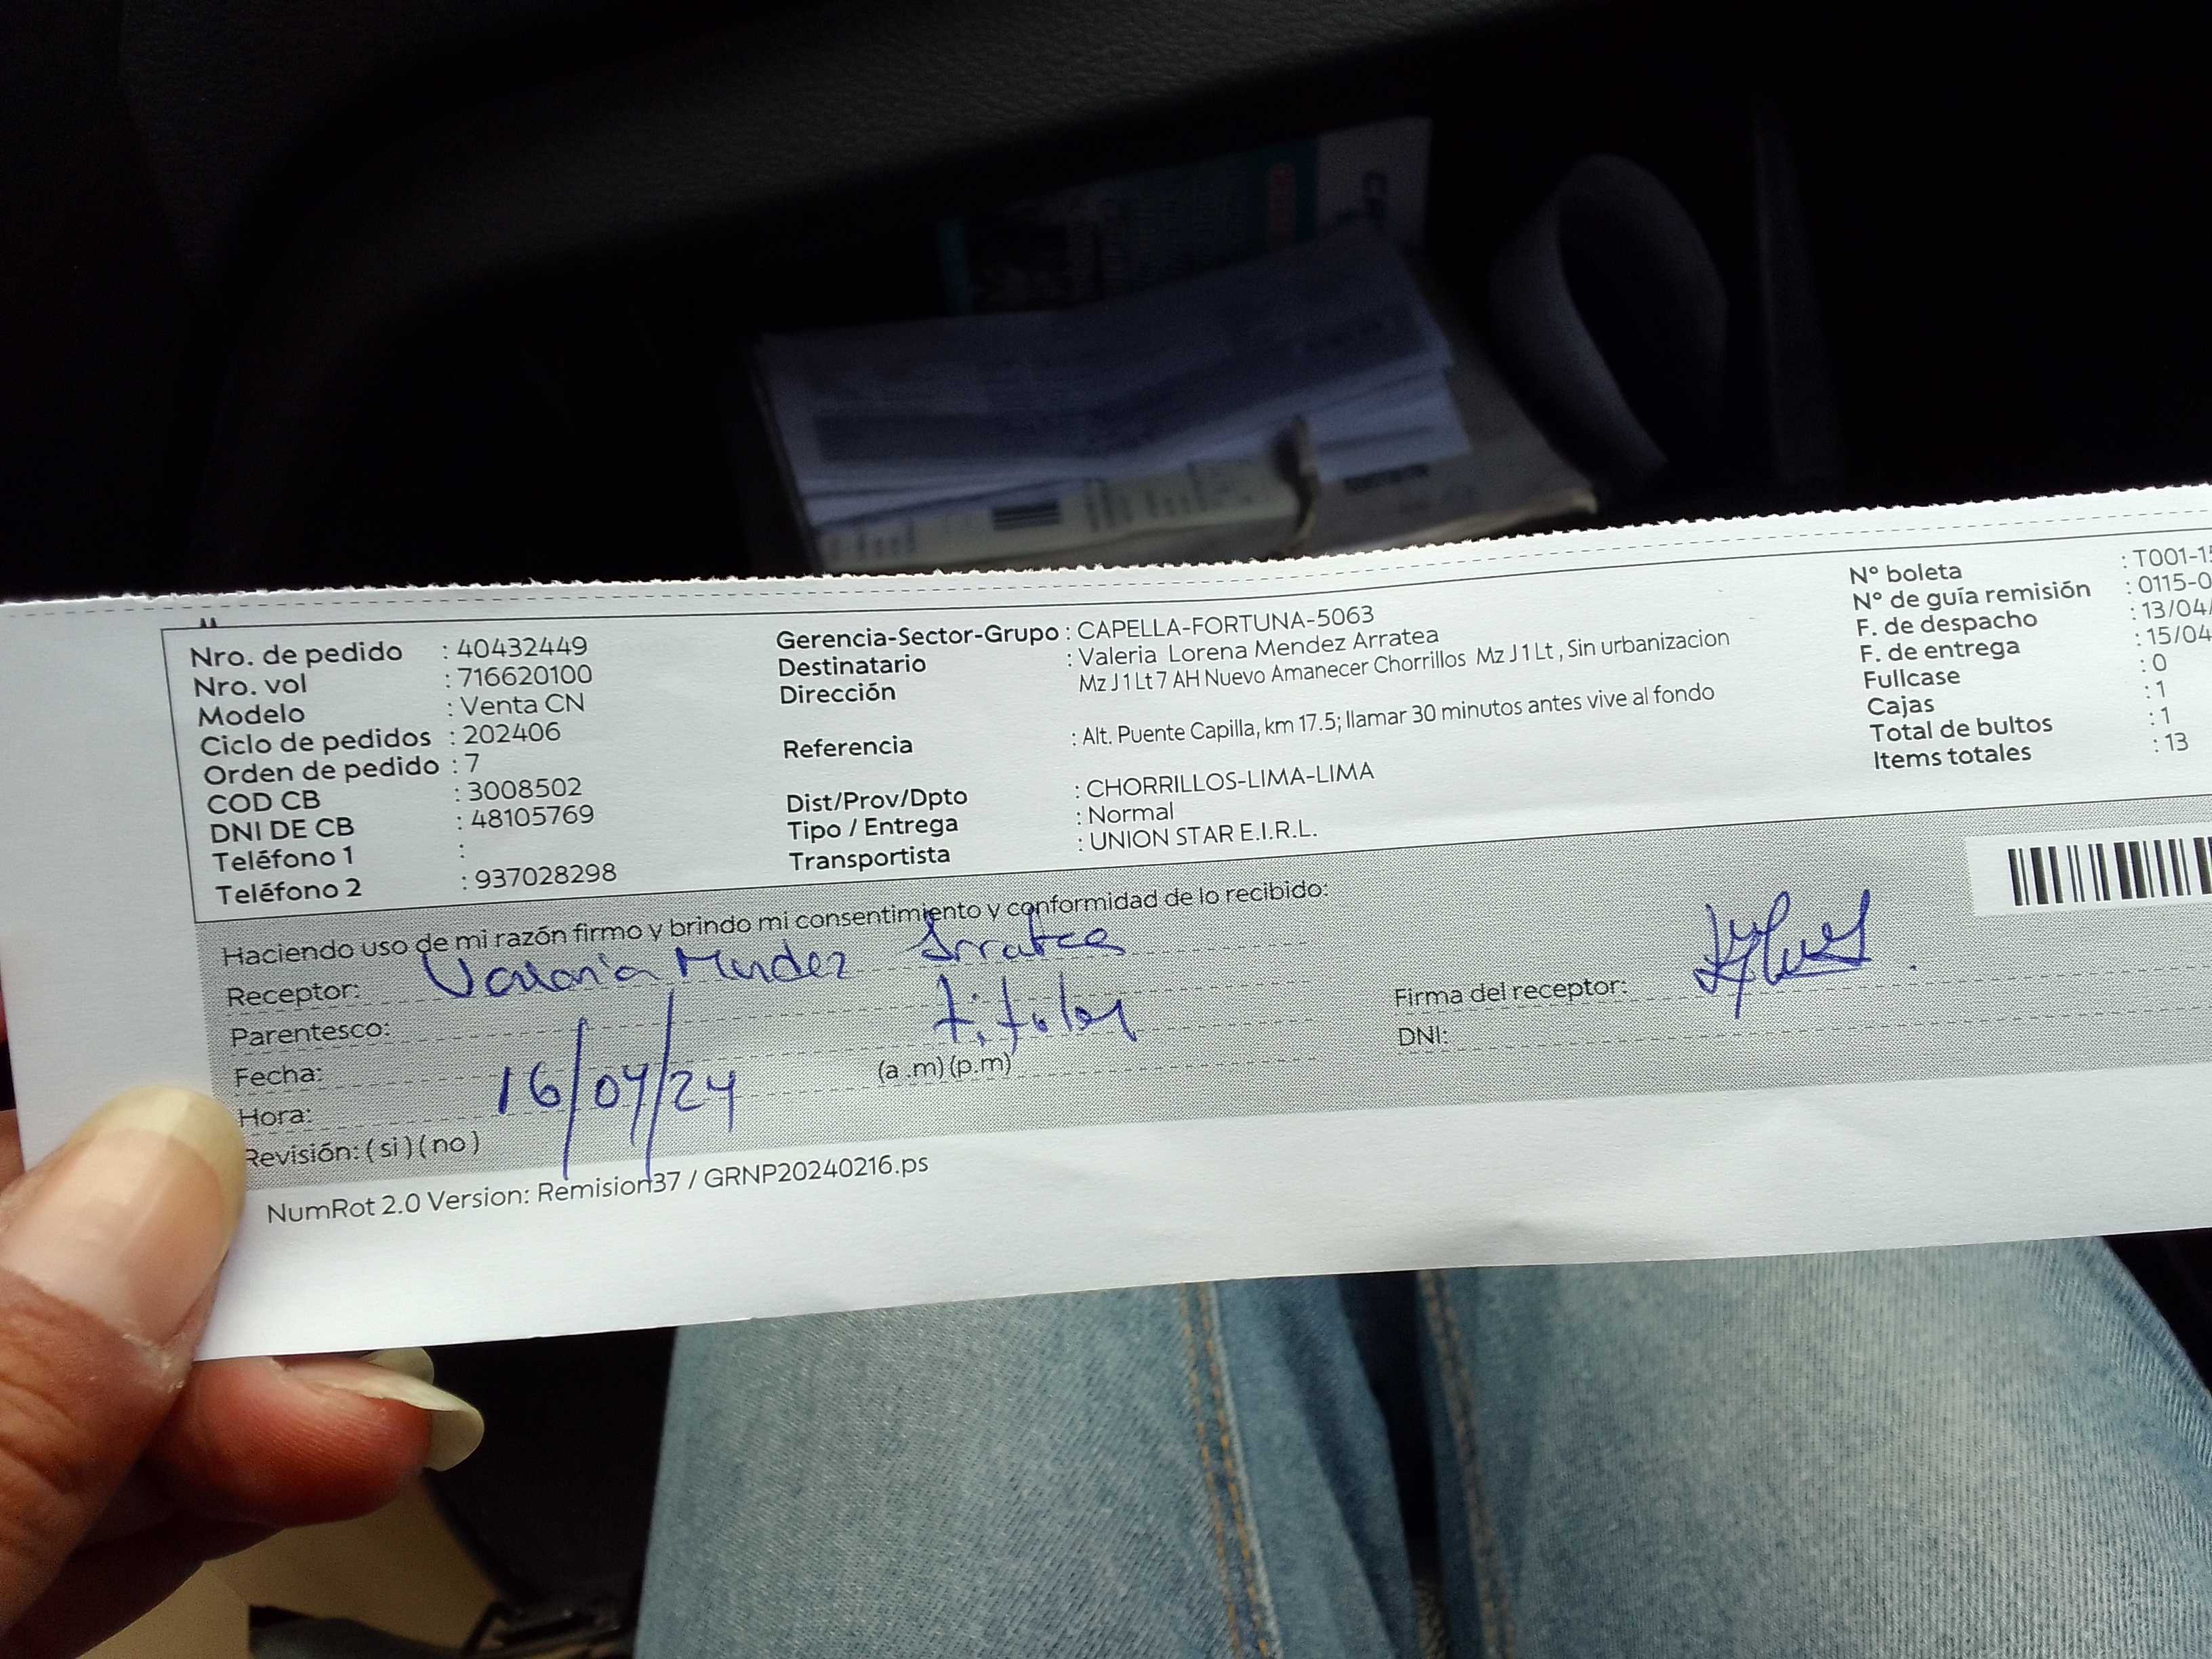 Nro. de pedido : 40432449
Nro. vol : 716620100
Modelo : Venta CN
Ciclo de pedidos : 202406
Orden de pedido : 7
COD CB : 3008502
DNI DE CB : 48105769
Teléfono 1 :
Teléfono 2 : 937028298
Gerencia-Sector-Grupo : CAPELLA-FORTUNA-5063
Destinatario : Valeria Lorena Mendez Arratea
Dirección Mz J 1 Lt 7 AH Nuevo Amanecer Chorrillos Mz J 1 Lt , Sin urbanizacion
Referencia : Alt. Puente Capilla, km 17.5; llamar 30 minutos antes vive al fondo
Dist/Prov/Dpto : CHORRILLOS-LIMA-LIMA
Tipo / Entrega : Normal
Transportista : UNION STAR E.I.R.L.
N° boleta : T001-1
N° de guía remisión : 0115-0
F. de despacho : 13/04/
F. de entrega : 15/04
Fullcase : 0
Cajas : 1
Total de bultos : 1
Items totales : 13
Haciendo uso de mi razón firmo y brindo mi consentimiento y conformidad de lo recibido:
Receptor: Valeria Mendez Arratea
Parentesco: titular
Fecha: 16/04/24
Hora: (a .m) (p.m)
Revisión: ( si ) ( no )
Firma del receptor:
DNI:
NumRot 2.0 Version: Remision37 / GRNP20240216.ps